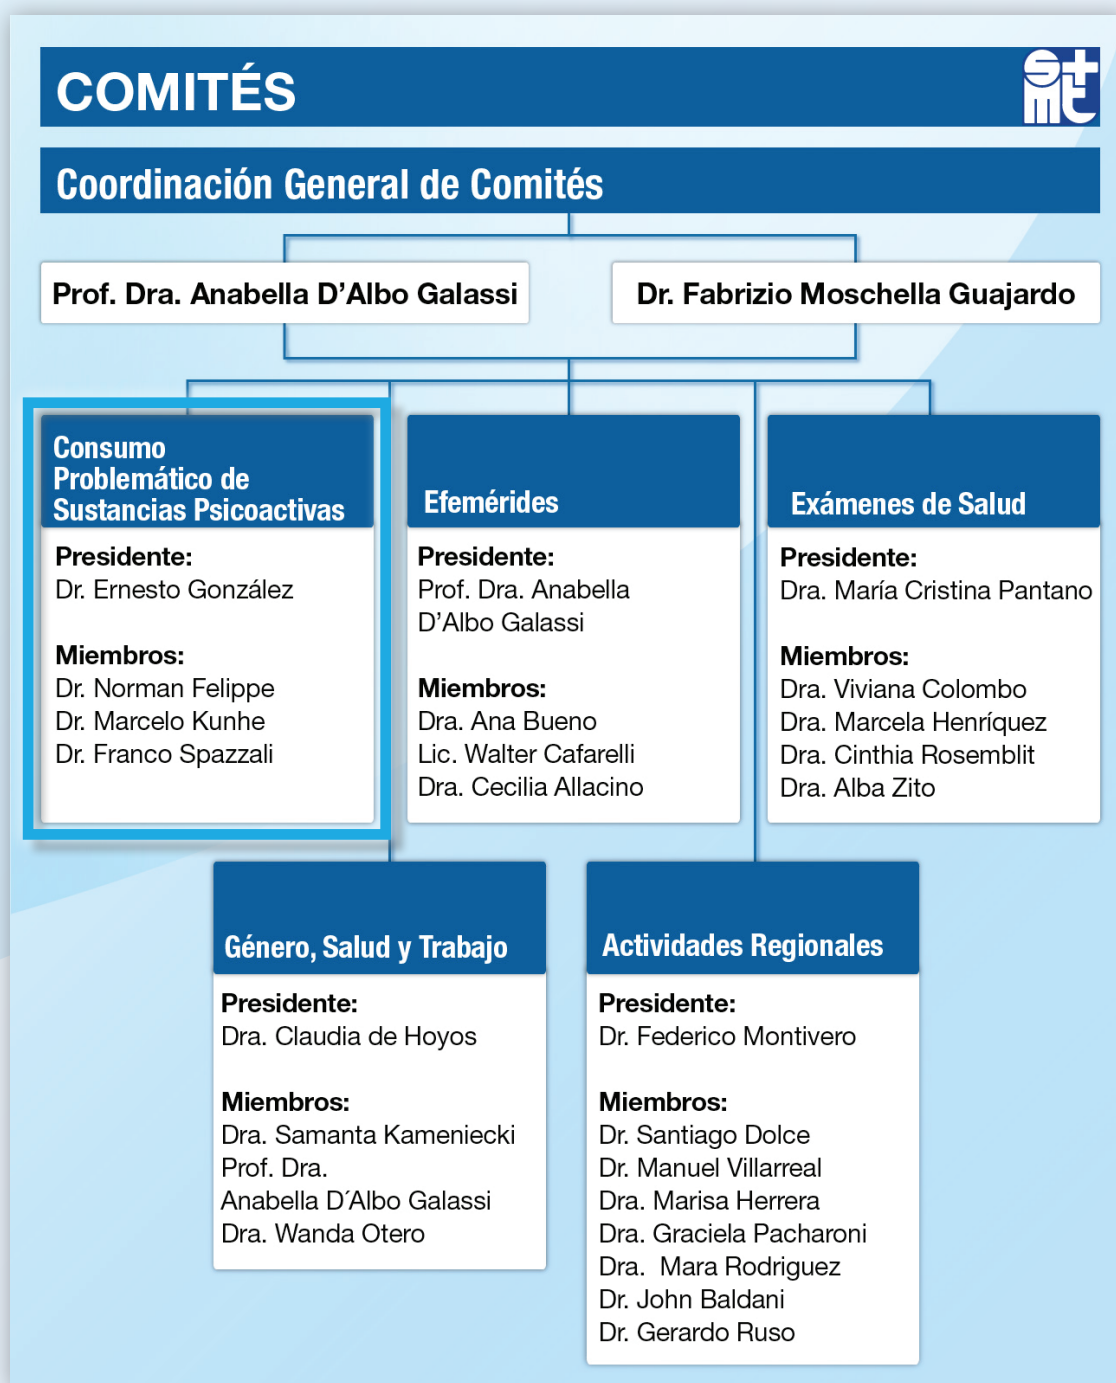 COMITÉS
s+mt
Coordinación General de Comités
Prof. Dra. Anabella D’Albo Galassi
Dr. Fabrizio Moschella Guajardo
Consumo
Problemático de
Sustancias Psicoactivas
Presidente:
Dr. Ernesto González
Miembros:
Dr. Norman Felippe
Dr. Marcelo Kunhe
Dr. Franco Spazzali
Efemérides
Presidente:
Prof. Dra. Anabella
D’Albo Galassi
Miembros:
Dra. Ana Bueno
Lic. Walter Cafarelli
Dra. Cecilia Allacino
Exámenes de Salud
Presidente:
Dra. María Cristina Pantano
Miembros:
Dra. Viviana Colombo
Dra. Marcela Henríquez
Dra. Cinthia Rosemblit
Dra. Alba Zito
Género, Salud y Trabajo
Presidente:
Dra. Claudia de Hoyos
Miembros:
Dra. Samanta Kameniecki
Prof. Dra.
Anabella D´Albo Galassi
Dra. Wanda Otero
Actividades Regionales
Presidente:
Dr. Federico Montivero
Miembros:
Dr. Santiago Dolce
Dr. Manuel Villarreal
Dra. Marisa Herrera
Dra. Graciela Pacharoni
Dra.  Mara Rodriguez
Dr. John Baldani
Dr. Gerardo Ruso